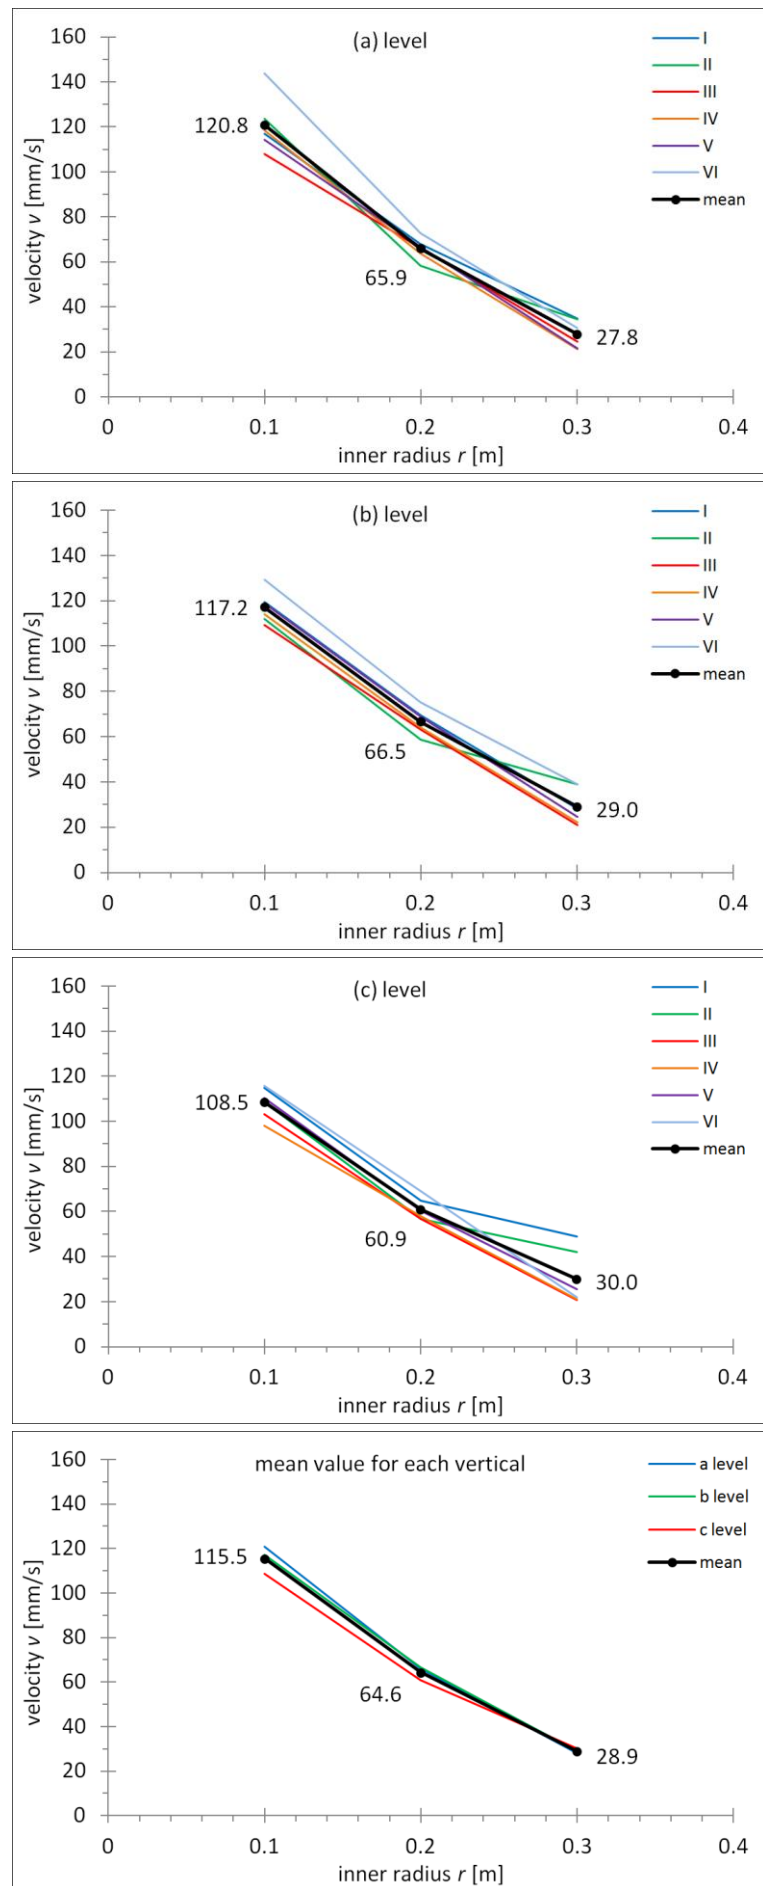 (a) level
velocity v [mm/s]
160
140
120
100
80
60
40
20
0
120.8
65.9
27.8
I
II
III
IV
V
VI
mean
0 0.1 0.2 0.3 0.4
inner radius r [m]
(b) level
velocity v [mm/s]
160
140
120
100
80
60
40
20
0
117.2
66.5
29.0
I
II
III
IV
V
VI
mean
0 0.1 0.2 0.3 0.4
inner radius r [m]
(c) level
velocity v [mm/s]
160
140
120
100
80
60
40
20
0
108.5
60.9
30.0
I
II
III
IV
V
VI
mean
0 0.1 0.2 0.3 0.4
inner radius r [m]
mean value for each vertical
velocity v [mm/s]
160
140
120
100
80
60
40
20
0
115.5
64.6
28.9
a level
b level
c level
mean
0 0.1 0.2 0.3 0.4
inner radius r [m]